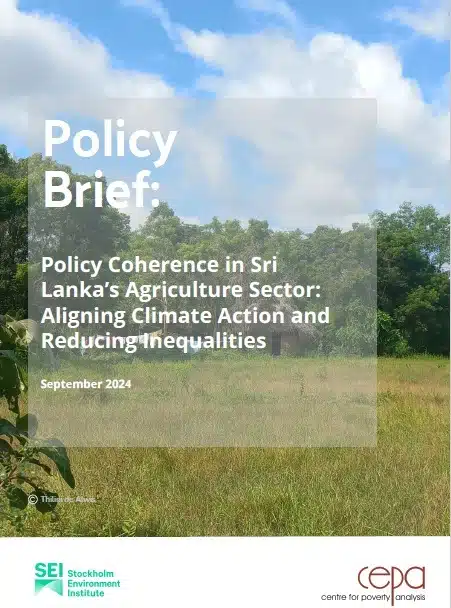 Policy
Brief:
Policy Coherence in Sri
Lanka's Agriculture Sector:
Aligning Climate Action and
Reducing Inequalities
September 2024
©
SEI Stockholm
Environment
Institute
cepa
centre for poverty analysis